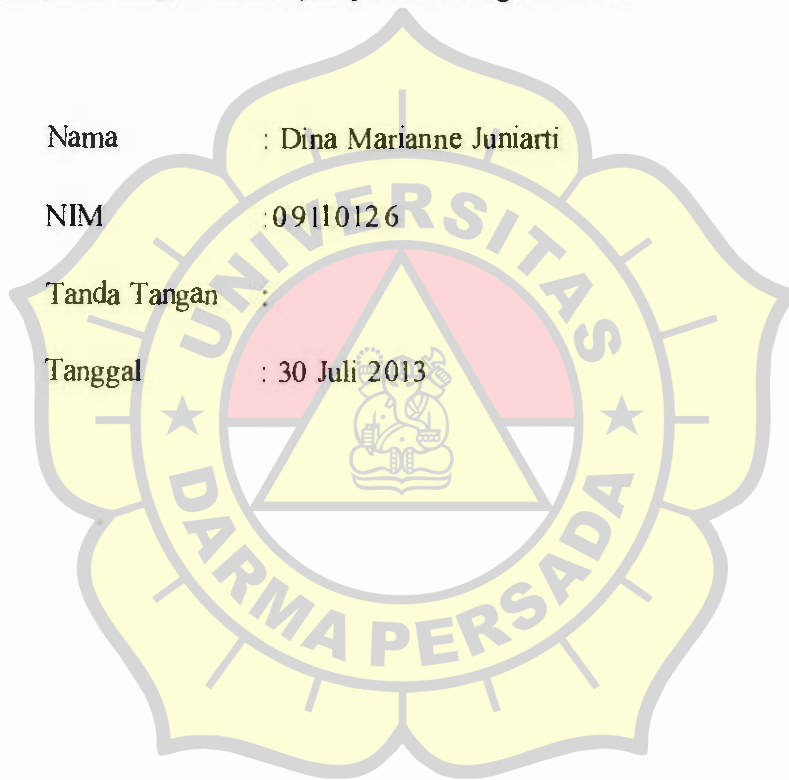 Nama : Dina Marianne Juniarti
NIM :09110126
Tanda Tangan :
Tanggal : 30 Juli 2013
UNIVERSITAS
DARMA PERSADA